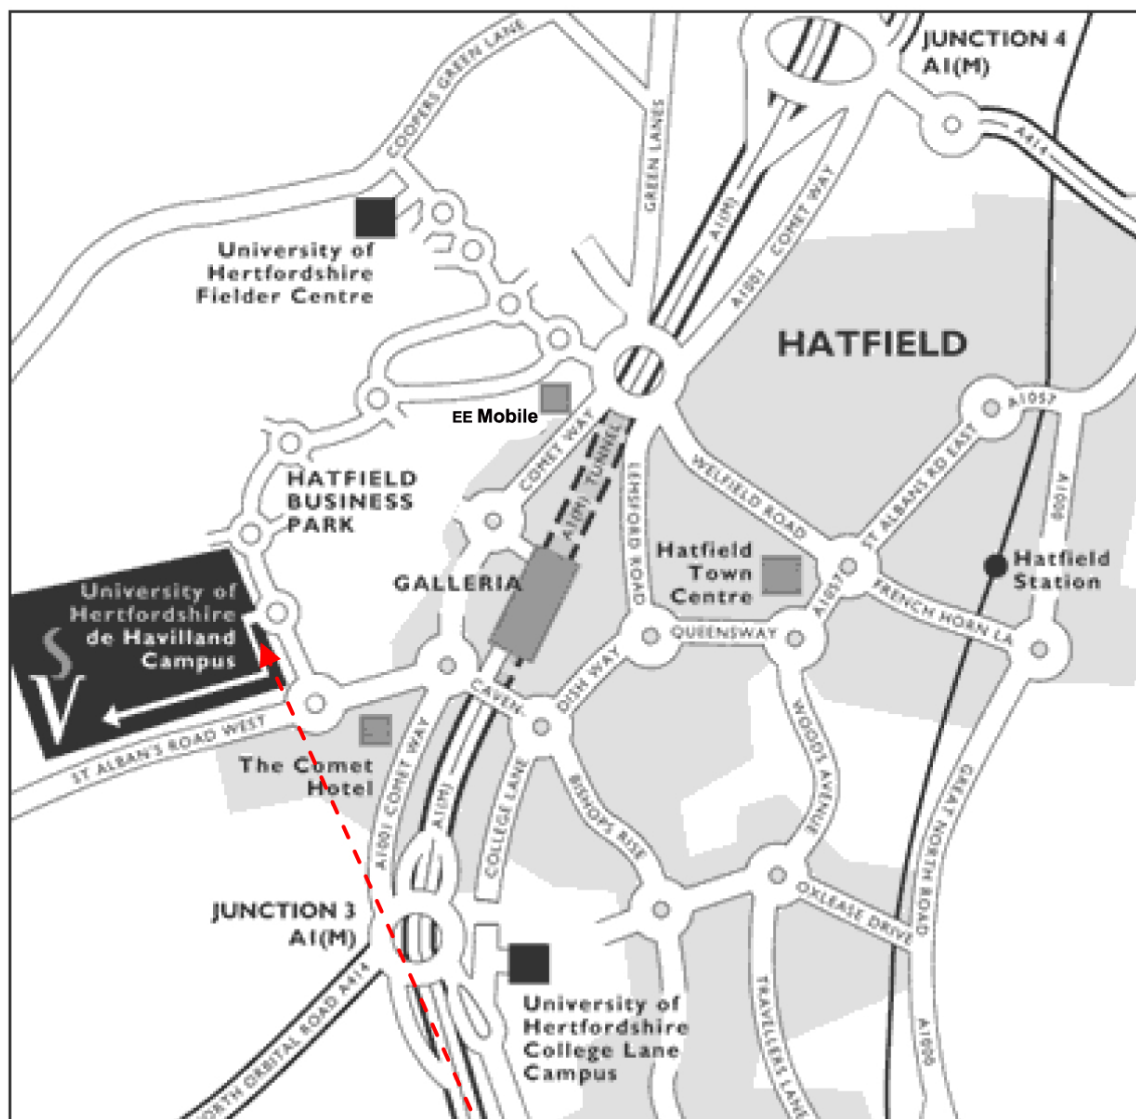 JUNCTION 4
A1(M)
COOPERS GREEN LANE
GREEN LANES
A414
A1(M)
A1001 COMET WAY
University of
Hertfordshire
Fielder Centre
HATFIELD
EE Mobile
COMET WAY
A1(M) TUNNEL
LEMSFORD ROAD
WELFIELD ROAD
ST ALBANS RD EAST
A1057
A1000
HATFIELD
BUSINESS
PARK
GALLERIA
Hatfield
Town
Centre
A1057
FRENCH HORN LA
Hatfield
Station
University of
Hertfordshire
de Havilland
Campus
S
V
QUEENSWAY
CAVEN-
DISH WAY
ST ALBAN'S ROAD WEST
The Comet
Hotel
A1001 COMET WAY
A1(M)
COLLEGE LANE
BISHOPS RISE
WOODS AVENUE
GREAT NORTH ROAD
OXLEASE DRIVE
JUNCTION 3
A1(M)
NORTH ORBITAL ROAD A414
University of
Hertfordshire
College Lane
Campus
TRAVELLERS LANE
A1000